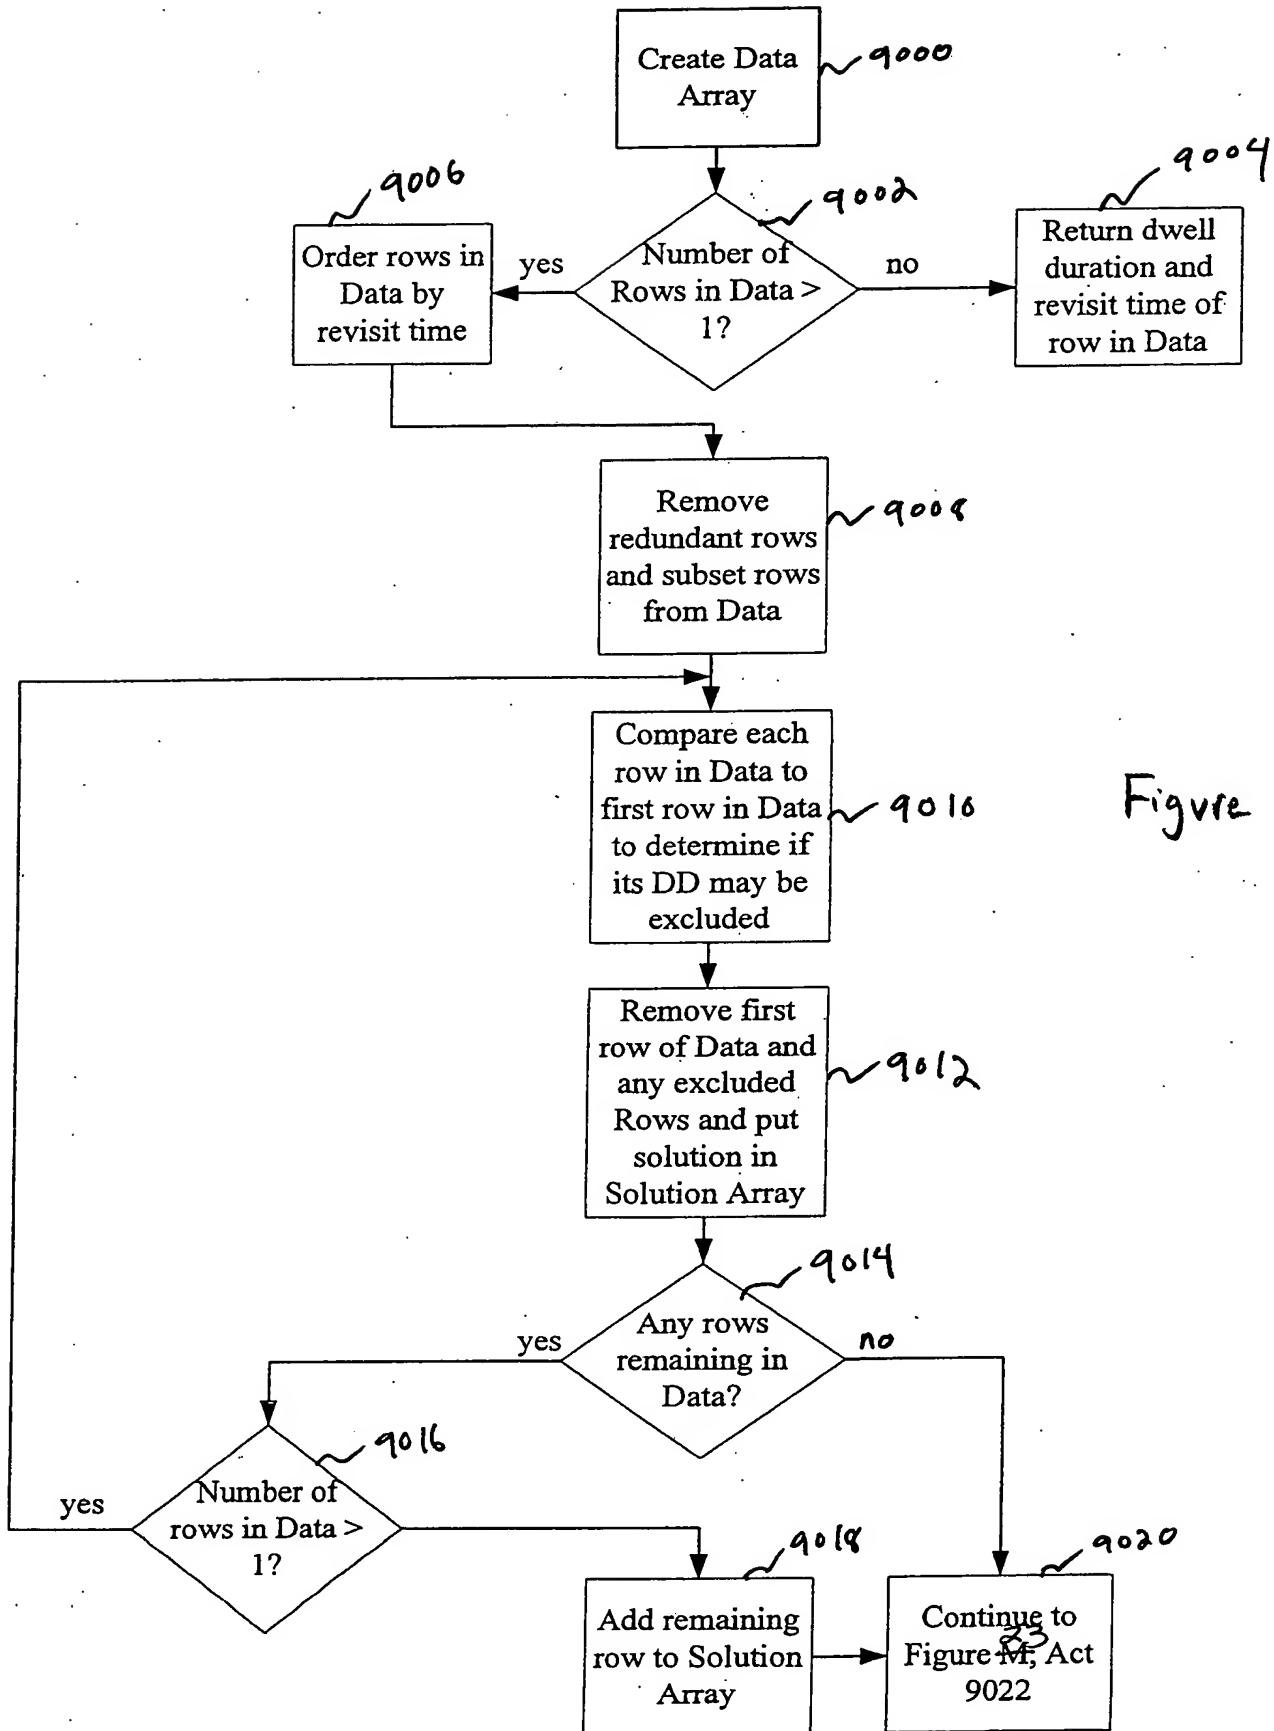 Create Data
Array
9000
9006
9002
9004
Order rows in
Data by
revisit time
yes
Number of
Rows in Data >
1?
no
Return dwell
duration and
revisit time of
row in Data
Remove
redundant rows
and subset rows
from Data
9008
Compare each
row in Data to
first row in Data
to determine if
its DD may be
excluded
9010
Figure
Remove first
row of Data and
any excluded
Rows and put
solution in
Solution Array
9012
9014
yes
Any rows
remaining in
Data?
no
9016
yes
Number of
rows in Data >
1?
9018
9020
Add remaining
row to Solution
Array
Continue to
23
Figure M, Act
9022